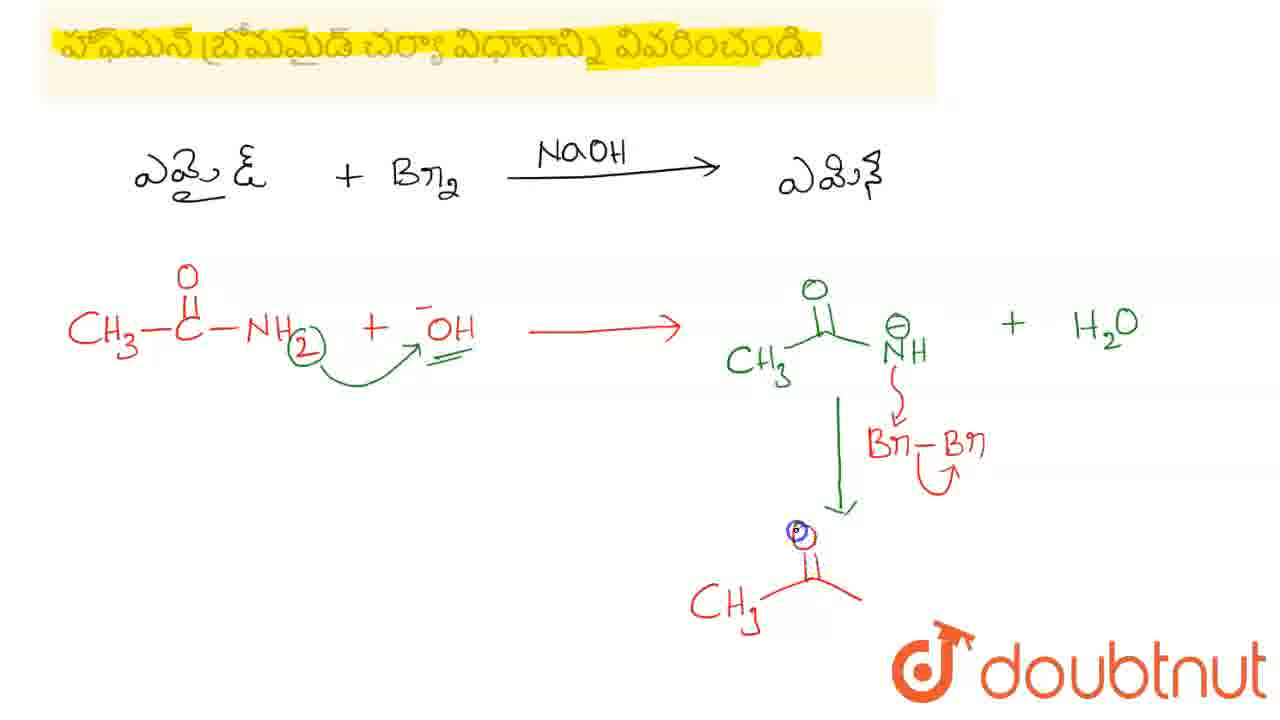 హాఫ్‌మన్ బ్రోమమైడ్ చర్యా విధానాన్ని వివరించండి.
ఎమైడ్ + Br2 NaOH ఎమిన్
CH3-C-NH2 + -OH
O
CH3 O NH ⊖ + H2O
Br-Br
CH3 O
doubtnut